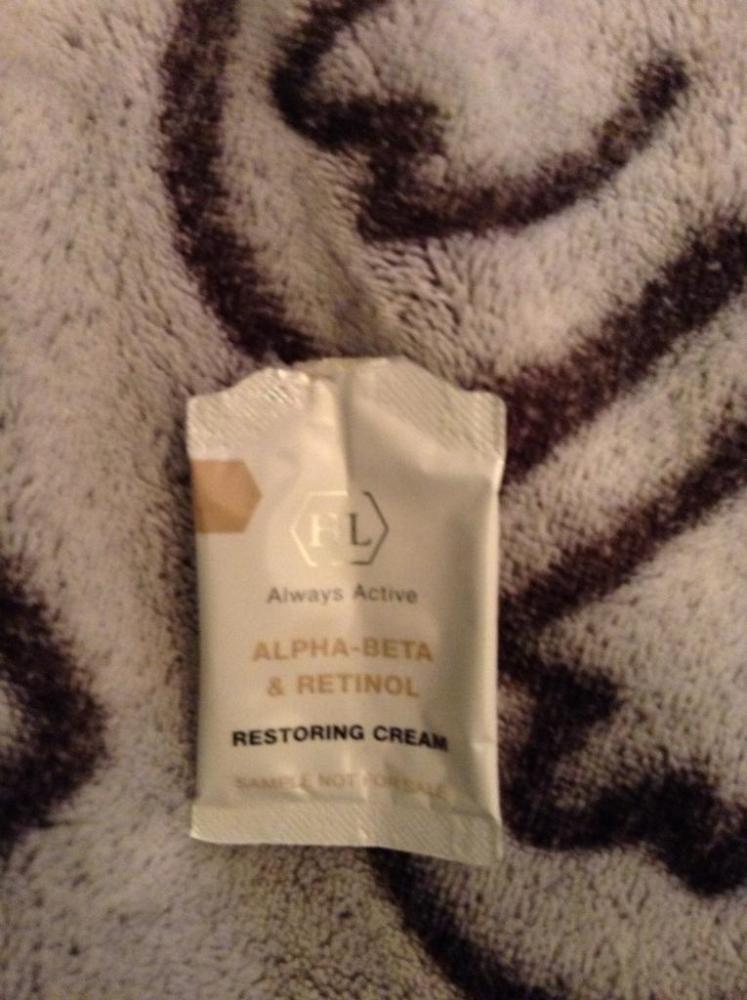 HL
Always Active
ALPHA-BETA
& RETINOL
RESTORING CREAM
SAMPLE NOT FOR SALE